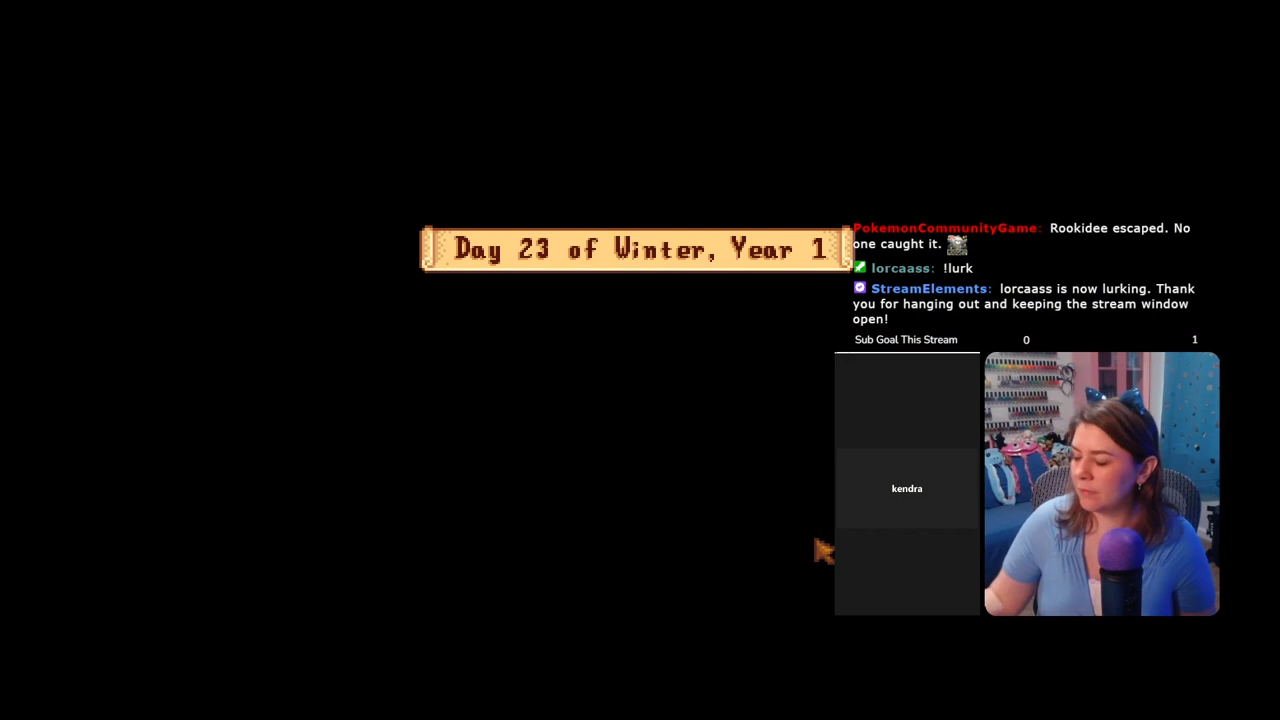 Day 23 of Winter, Year 1
PokemonCommunityGame: Rookidee escaped. No
one caught it.
lorcaass: !lurk
StreamElements: lorcaass is now lurking. Thank
you for hanging out and keeping the stream window
open!
Sub Goal This Stream 0 1
kendra